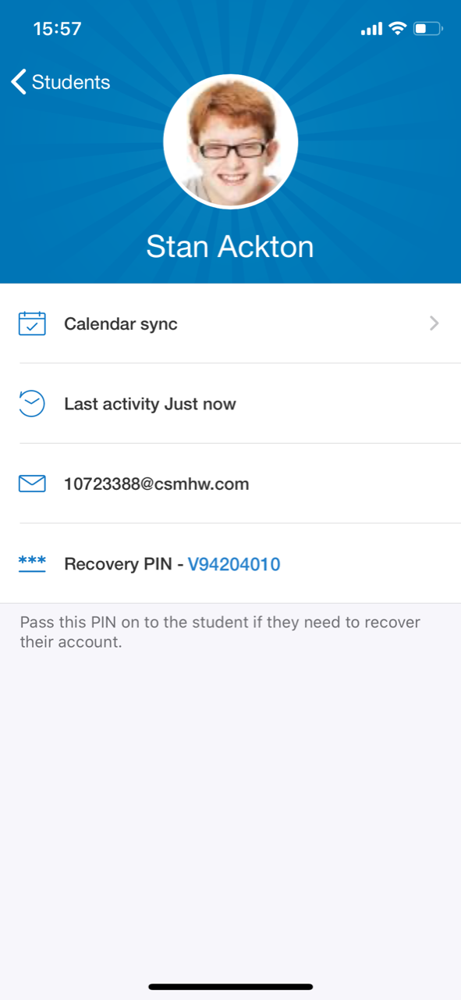 15:57
Students
Stan Ackton
Calendar sync
Last activity Just now
10723388@csmhw.com
*** Recovery PIN - V94204010
Pass this PIN on to the student if they need to recover
their account.